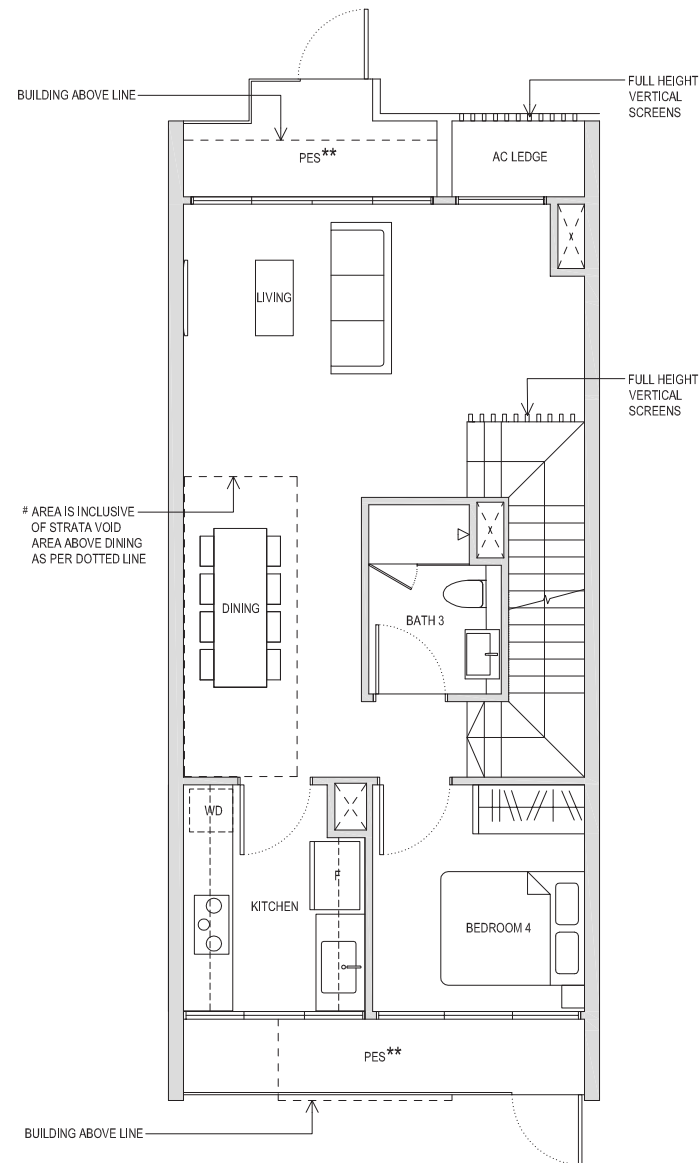 BUILDING ABOVE LINE
FULL HEIGHT
VERTICAL
SCREENS
PES**
AC LEDGE
LIVING
FULL HEIGHT
VERTICAL
SCREENS
# AREA IS INCLUSIVE
OF STRATA VOID
AREA ABOVE DINING
AS PER DOTTED LINE
DINING
BATH 3
WD
F
KITCHEN
BEDROOM 4
PES**
BUILDING ABOVE LINE